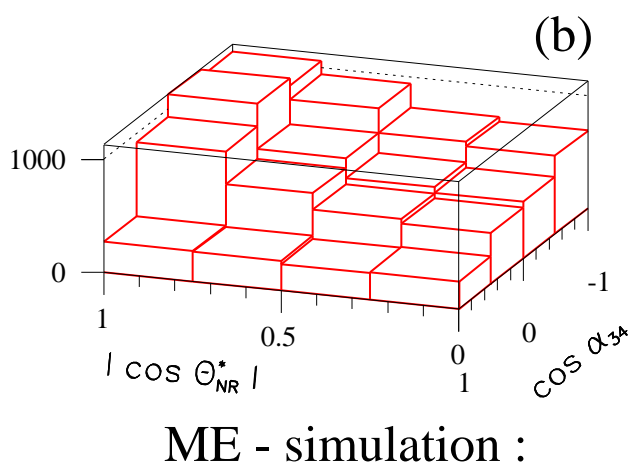 (b)
1000
0
1
0.5
0
1
0
-1
| COS Θ*NR |
COS α34
ME - simulation :